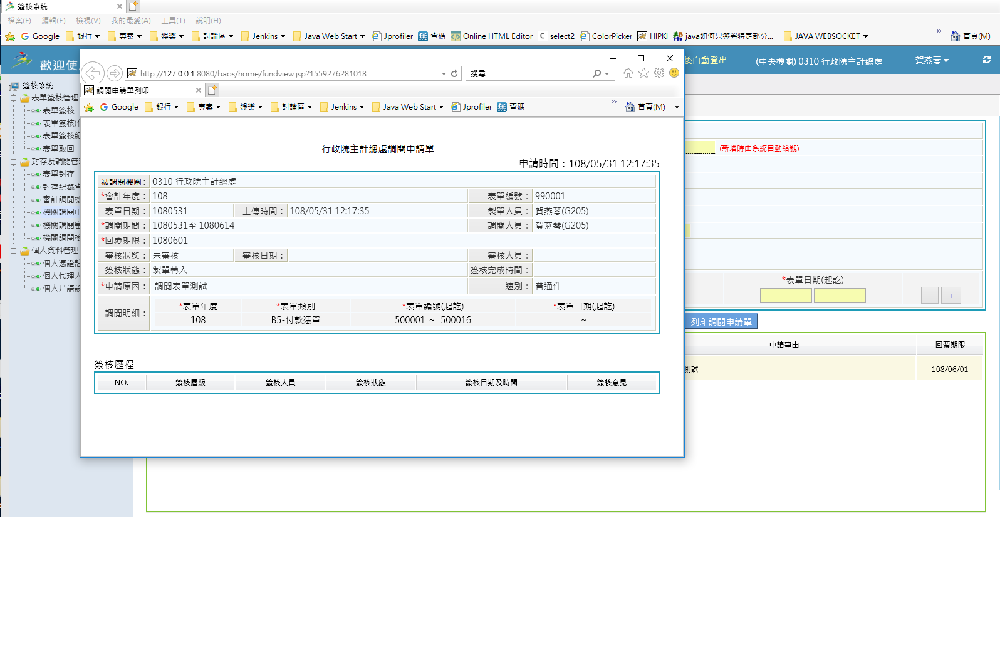 簽核系統
檔案(F) 編輯(E) 檢視(V) 我的最愛(A) 工具(T) 說明(H)
Google 銀行 專案 娛樂 討論區 Jenkins Java Web Start Jprofiler 查碼 Online HTML Editor select2 ColorPicker HIPKI java如何只签署特定部分... JAVA WEBSOCKET 首頁(M)
歡迎使 後自動登出 (中央機關) 0310 行政院主計總處 賀燕琴
簽核系統
表單簽核管理
表單簽核
表單簽核(
表單簽核紀
表單取回
封存及調閱管
表單封存
封存紀錄查
審計調閱機
機關調閱申
機關調閱審
機關調閱檢
個人資料管理
個人憑證註
個人代理人
個人片語設
http://127.0.0.1:8080/baos/home/fundview.jsp?1559276281018 搜尋...
調閱申請單列印
Google 銀行 專案 娛樂 討論區 Jenkins Java Web Start Jprofiler 查碼 首頁(M)
行政院主計總處調閱申請單
申請時間：108/05/31 12:17:35
被調閱機關： 0310 行政院主計總處
*會計年度： 108 表單編號： 990001
表單日期： 1080531 上傳時間： 108/05/31 12:17:35 製單人員： 賀燕琴(G205)
*調閱期間： 1080531至 1080614 調閱人員： 賀燕琴(G205)
*回覆期限： 1080601
審核狀態： 未審核 審核日期： 審核人員：
簽核狀態： 製單轉入 簽核完成時間：
*申請原因： 調閱表單測試 速別： 普通件
調閱明細：
*表單年度 *表單類別 *表單編號(起訖) *表單日期(起訖)
108 B5-付款憑單 500001 ~ 500016 ~
簽核歷程
NO. 簽核層級 簽核人員 簽核狀態 簽核日期及時間 簽核意見
(新增時由系統自動給號)
*表單日期(起訖)
- +
列印調閱申請單
申請事由 回覆期限
測試 108/06/01